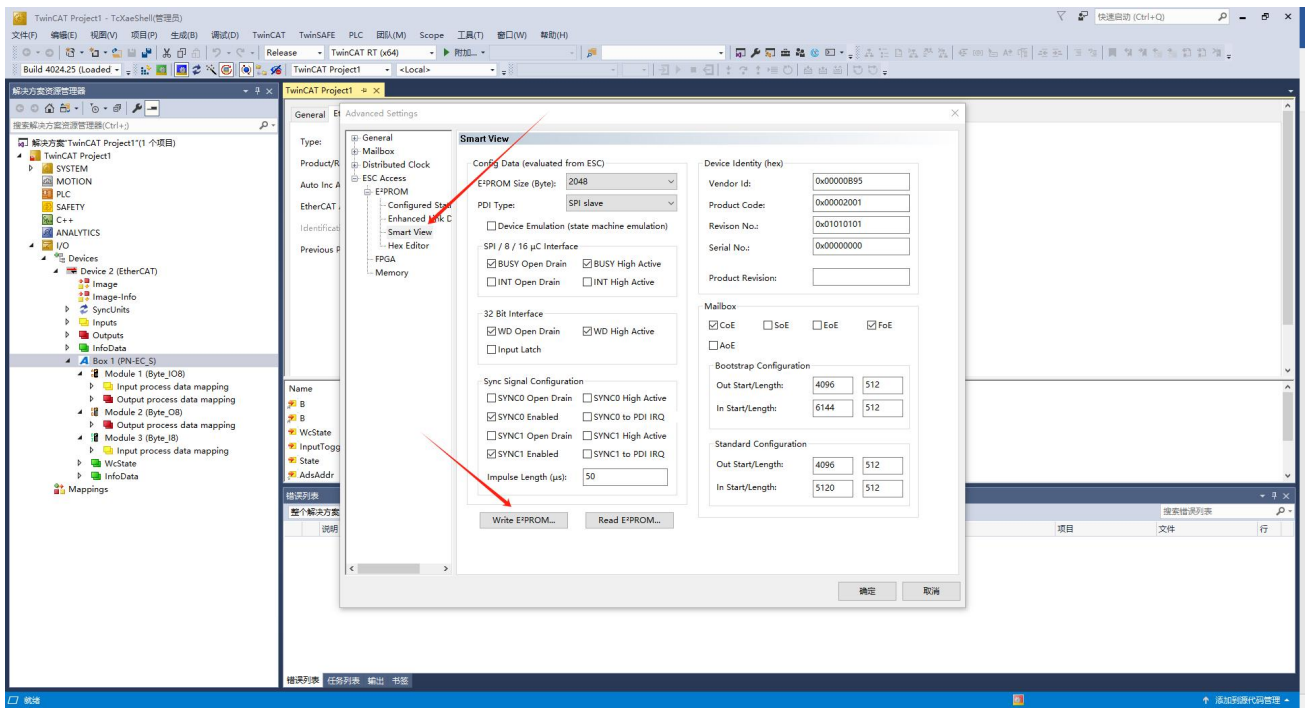 TwinCAT Project1 - TcXaeShell(管理员)
快速启动 (Ctrl+Q)
文件(F) 编辑(E) 视图(V) 项目(P) 生成(B) 调试(D) TwinCAT TwinSAFE PLC 团队(M) Scope 工具(T) 窗口(W) 帮助(H)
Release TwinCAT RT (x64) 附加...
Build 4024.25 (Loaded TwinCAT Project1 <Local>
解决方案资源管理器
TwinCAT Project1
搜索解决方案资源管理器(Ctrl+;)
解决方案"TwinCAT Project1"(1 个项目)
TwinCAT Project1
SYSTEM
MOTION
PLC
SAFETY
C++
ANALYTICS
I/O
Devices
Device 2 (EtherCAT)
Image
Image-Info
SyncUnits
Inputs
Outputs
InfoData
Box 1 (PN-EC_S)
Module 1 (Byte_IO8)
Input process data mapping
Output process data mapping
Module 2 (Byte_O8)
Output process data mapping
Module 3 (Byte_I8)
Input process data mapping
WcState
InfoData
Mappings
General Et
Type:
Product/R
Auto Inc A
EtherCAT
Identificat
Previous P
Name
B
B
WcState
InputTogg
State
AdsAddr
Advanced Settings
General
Mailbox
Distributed Clock
ESC Access
E²PROM
Configured Stati
Enhanced Link D
Smart View
Hex Editor
FPGA
Memory
Smart View
Config Data (evaluated from ESC)
E²PROM Size (Byte): 2048
PDI Type: SPI slave
Device Emulation (state machine emulation)
SPI / 8 / 16 µC Interface
BUSY Open Drain BUSY High Active
INT Open Drain INT High Active
32 Bit Interface
WD Open Drain WD High Active
Input Latch
Sync Signal Configuration
SYNC0 Open Drain SYNC0 High Active
SYNC0 Enabled SYNC0 to PDI IRQ
SYNC1 Open Drain SYNC1 High Active
SYNC1 Enabled SYNC1 to PDI IRQ
Impulse Length (µs): 50
Write E²PROM... Read E²PROM...
Device Identity (hex)
Vendor Id: 0x00000B95
Product Code: 0x00002001
Revison No.: 0x01010101
Serial No.: 0x00000000
Product Revision:
Mailbox
CoE SoE EoE FoE
AoE
Bootstrap Configuration
Out Start/Length: 4096 512
In Start/Length: 6144 512
Standard Configuration
Out Start/Length: 4096 512
In Start/Length: 5120 512
确定 取消
错误列表
整个解决方案
搜索错误列表
说明 项目 文件 行
错误列表 任务列表 输出 书签
就绪
添加到源代码管理